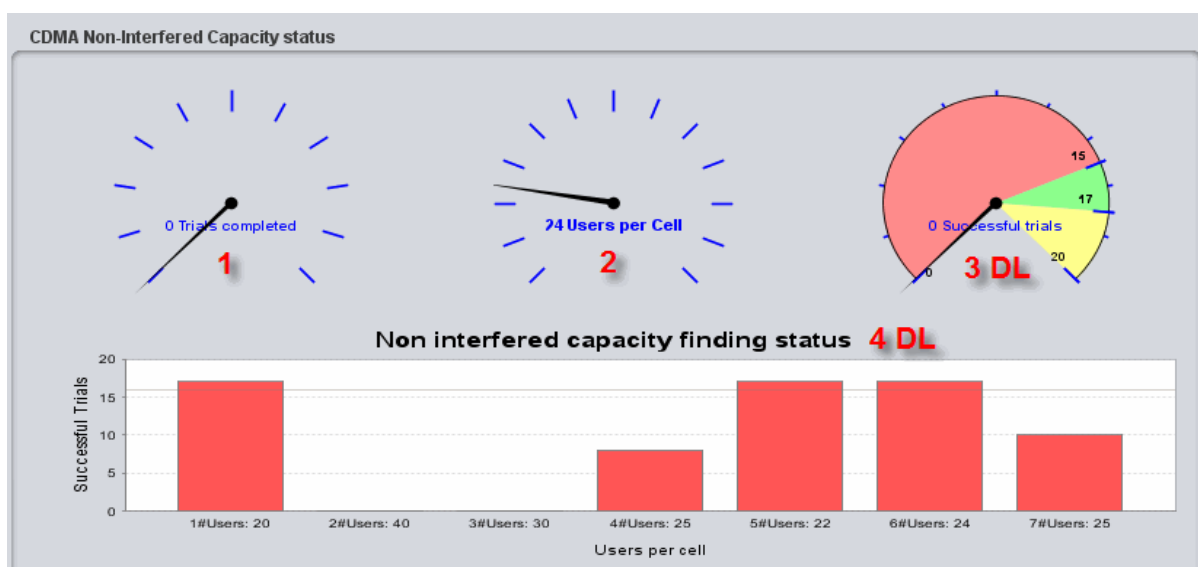 CDMA Non-Interfered Capacity status
0 Trials completed
1
24 Users per Cell
2
15
17
20
0
0 Successful trials
3 DL
Non interfered capacity finding status 4 DL
Successful Trials
20
15
10
5
0
1#Users: 20 2#Users: 40 3#Users: 30 4#Users: 25 5#Users: 22 6#Users: 24 7#Users: 25
Users per cell